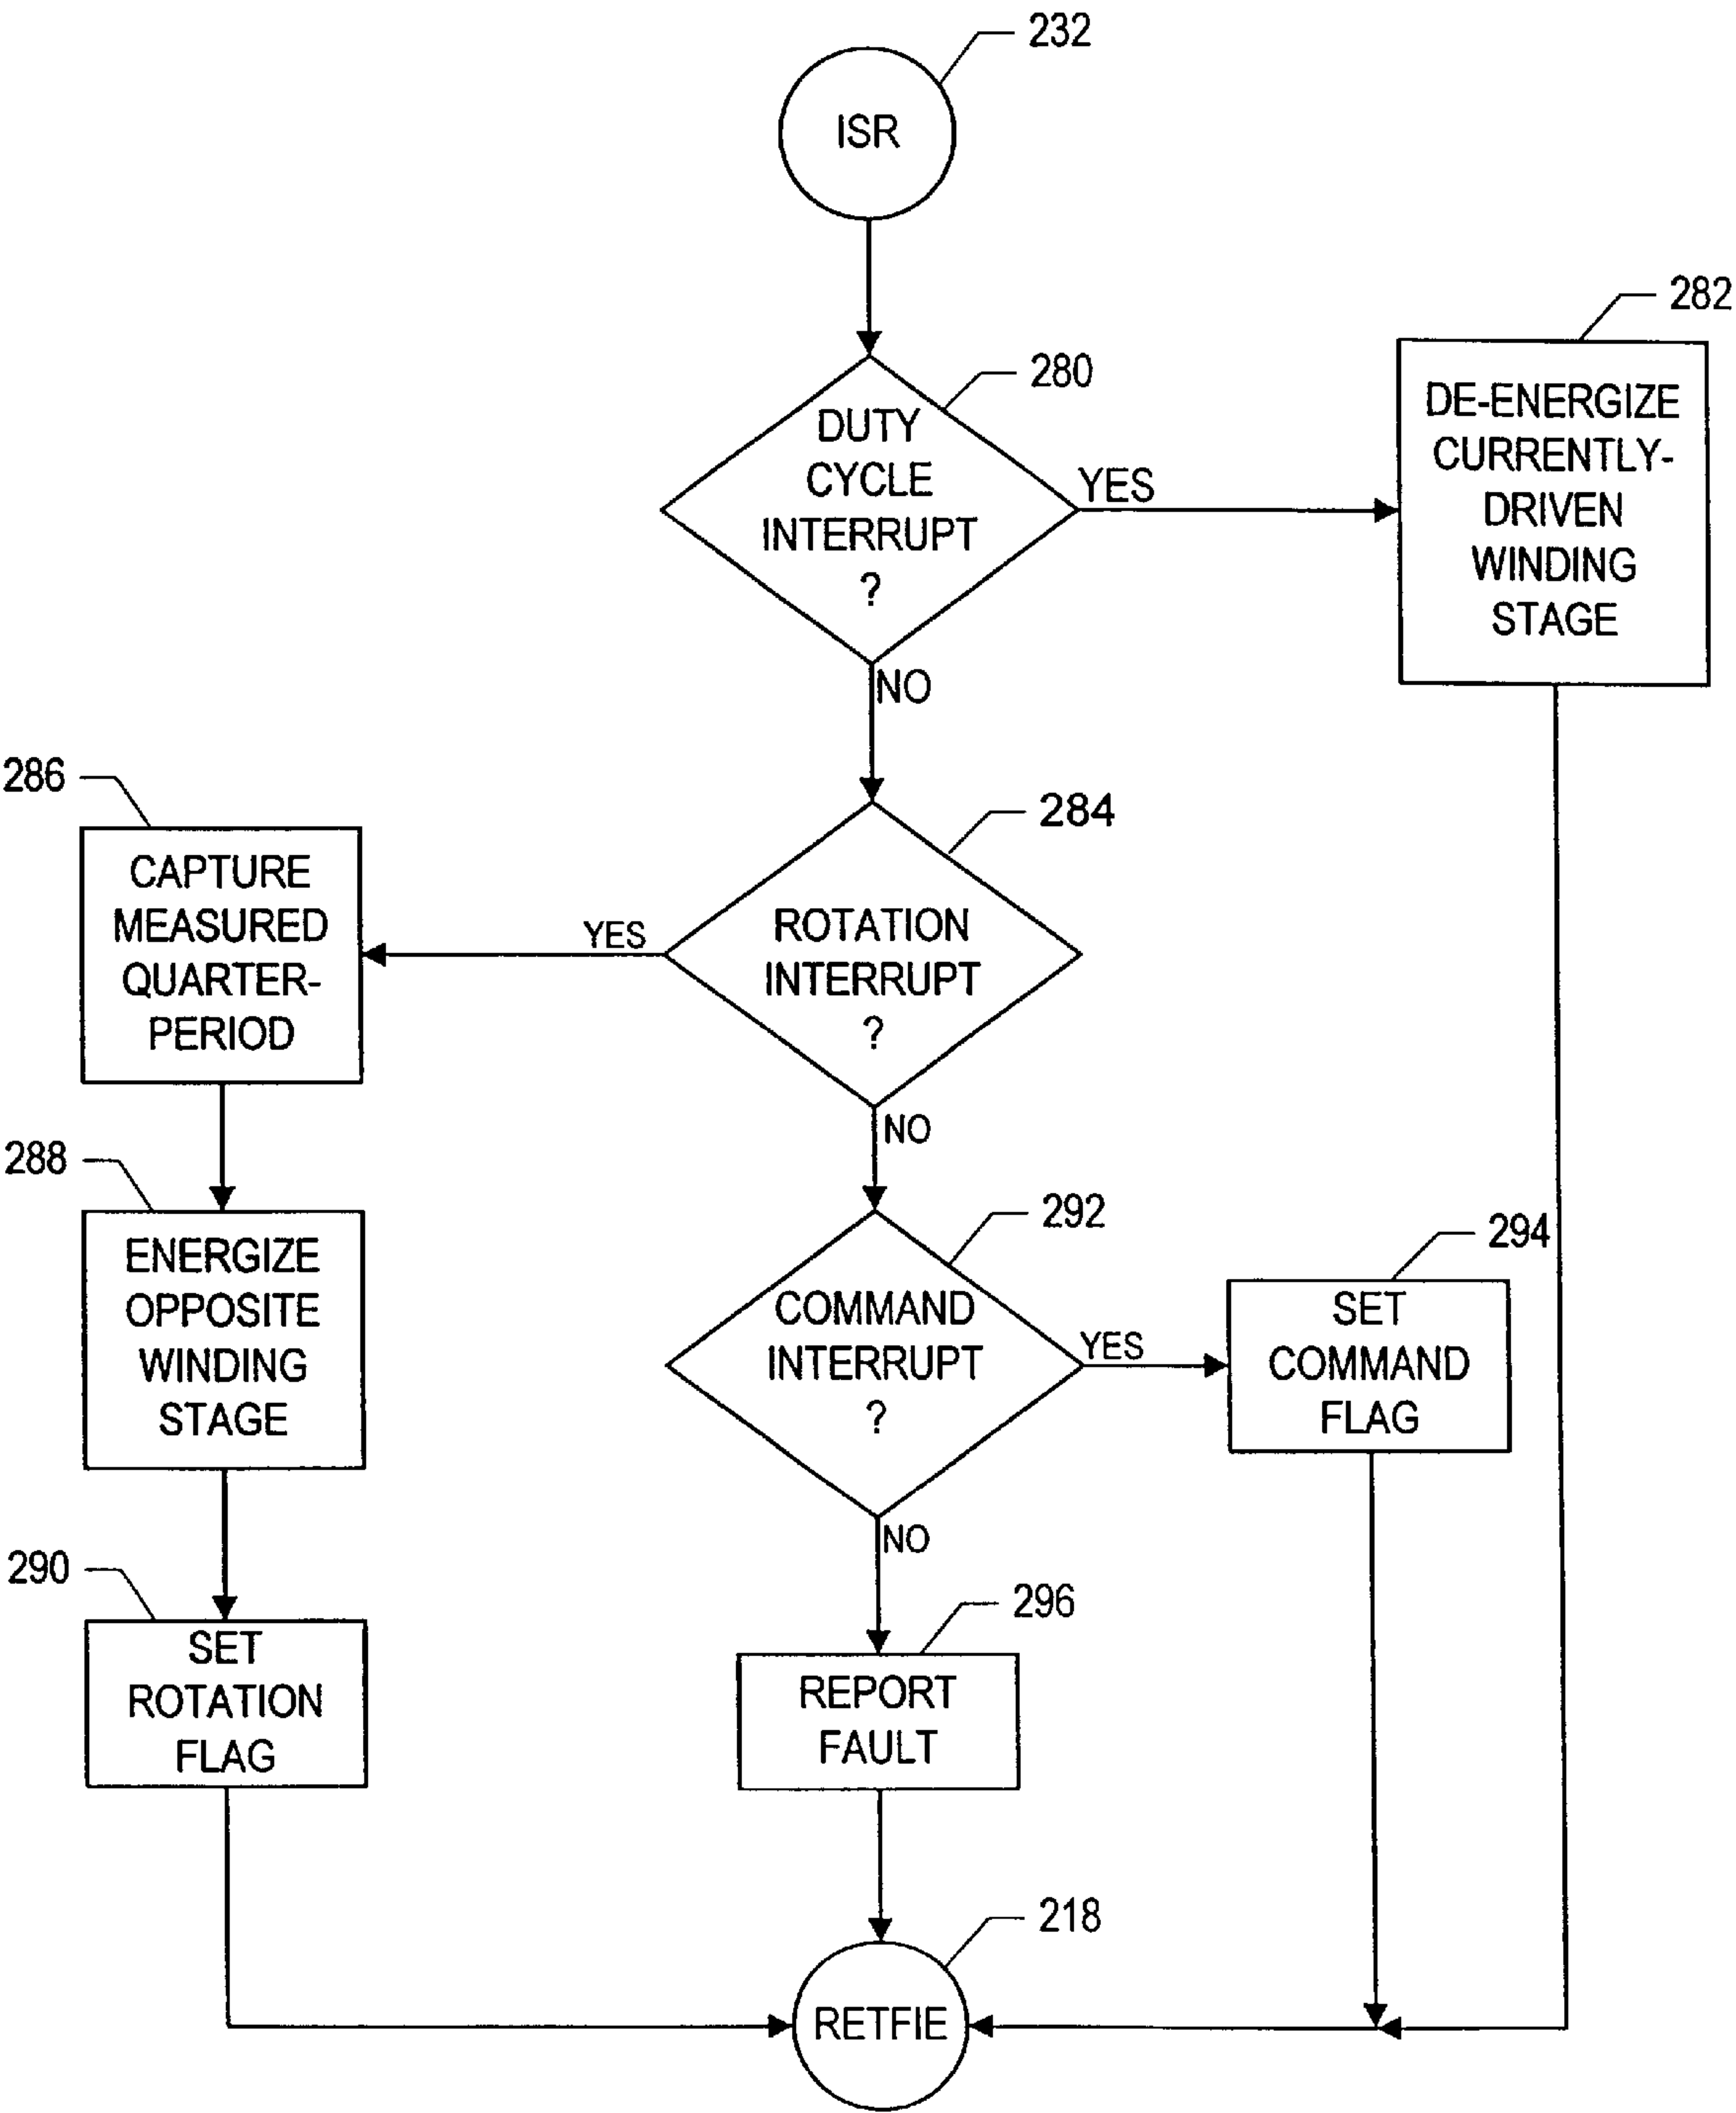 232
ISR
282
280
DE-ENERGIZE
CURRENTLY-
DRIVEN
WINDING
STAGE
DUTY
CYCLE
INTERRUPT
?
YES
NO
286
284
CAPTURE
MEASURED
QUARTER-
PERIOD
YES
ROTATION
INTERRUPT
?
NO
288
292
294
ENERGIZE
OPPOSITE
WINDING
STAGE
COMMAND
INTERRUPT
?
YES
SET
COMMAND
FLAG
NO
290
296
SET
ROTATION
FLAG
REPORT
FAULT
218
RETFIE